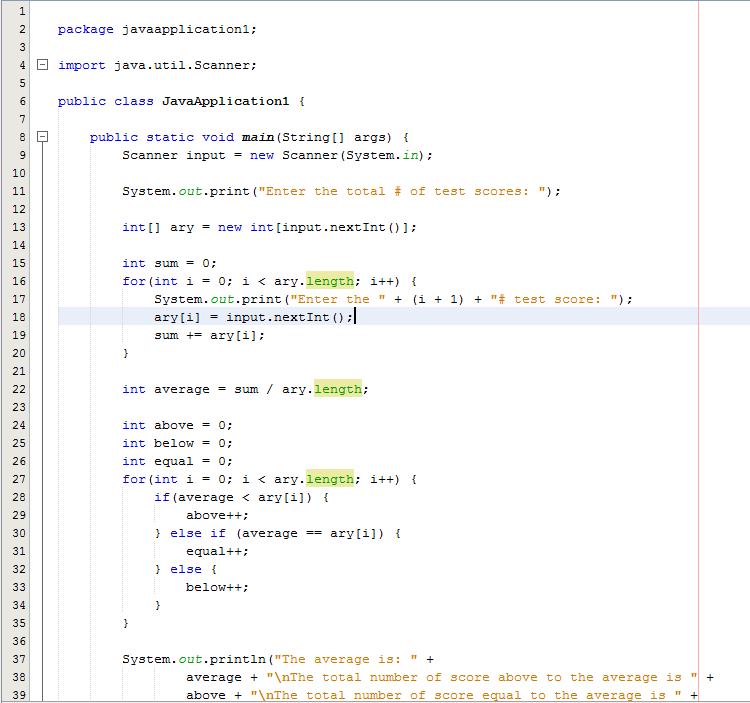 1
2 package javaapplication1;
3
4 import java.util.Scanner;
5
6 public class JavaApplication1 {
7
8 public static void main(String[] args) {
9 Scanner input = new Scanner(System.in);
10
11 System.out.print("Enter the total # of test scores: ");
12
13 int[] ary = new int[input.nextInt()];
14
15 int sum = 0;
16 for(int i = 0; i < ary.length; i++) {
17 System.out.print("Enter the " + (i + 1) + "# test score: ");
18 ary[i] = input.nextInt();
19 sum += ary[i];
20 }
21
22 int average = sum / ary.length;
23
24 int above = 0;
25 int below = 0;
26 int equal = 0;
27 for(int i = 0; i < ary.length; i++) {
28 if(average < ary[i]) {
29 above++;
30 } else if (average == ary[i]) {
31 equal++;
32 } else {
33 below++;
34 }
35 }
36
37 System.out.println("The average is: " +
38 average + "\nThe total number of score above to the average is " +
39 above + "\nThe total number of score equal to the average is " +